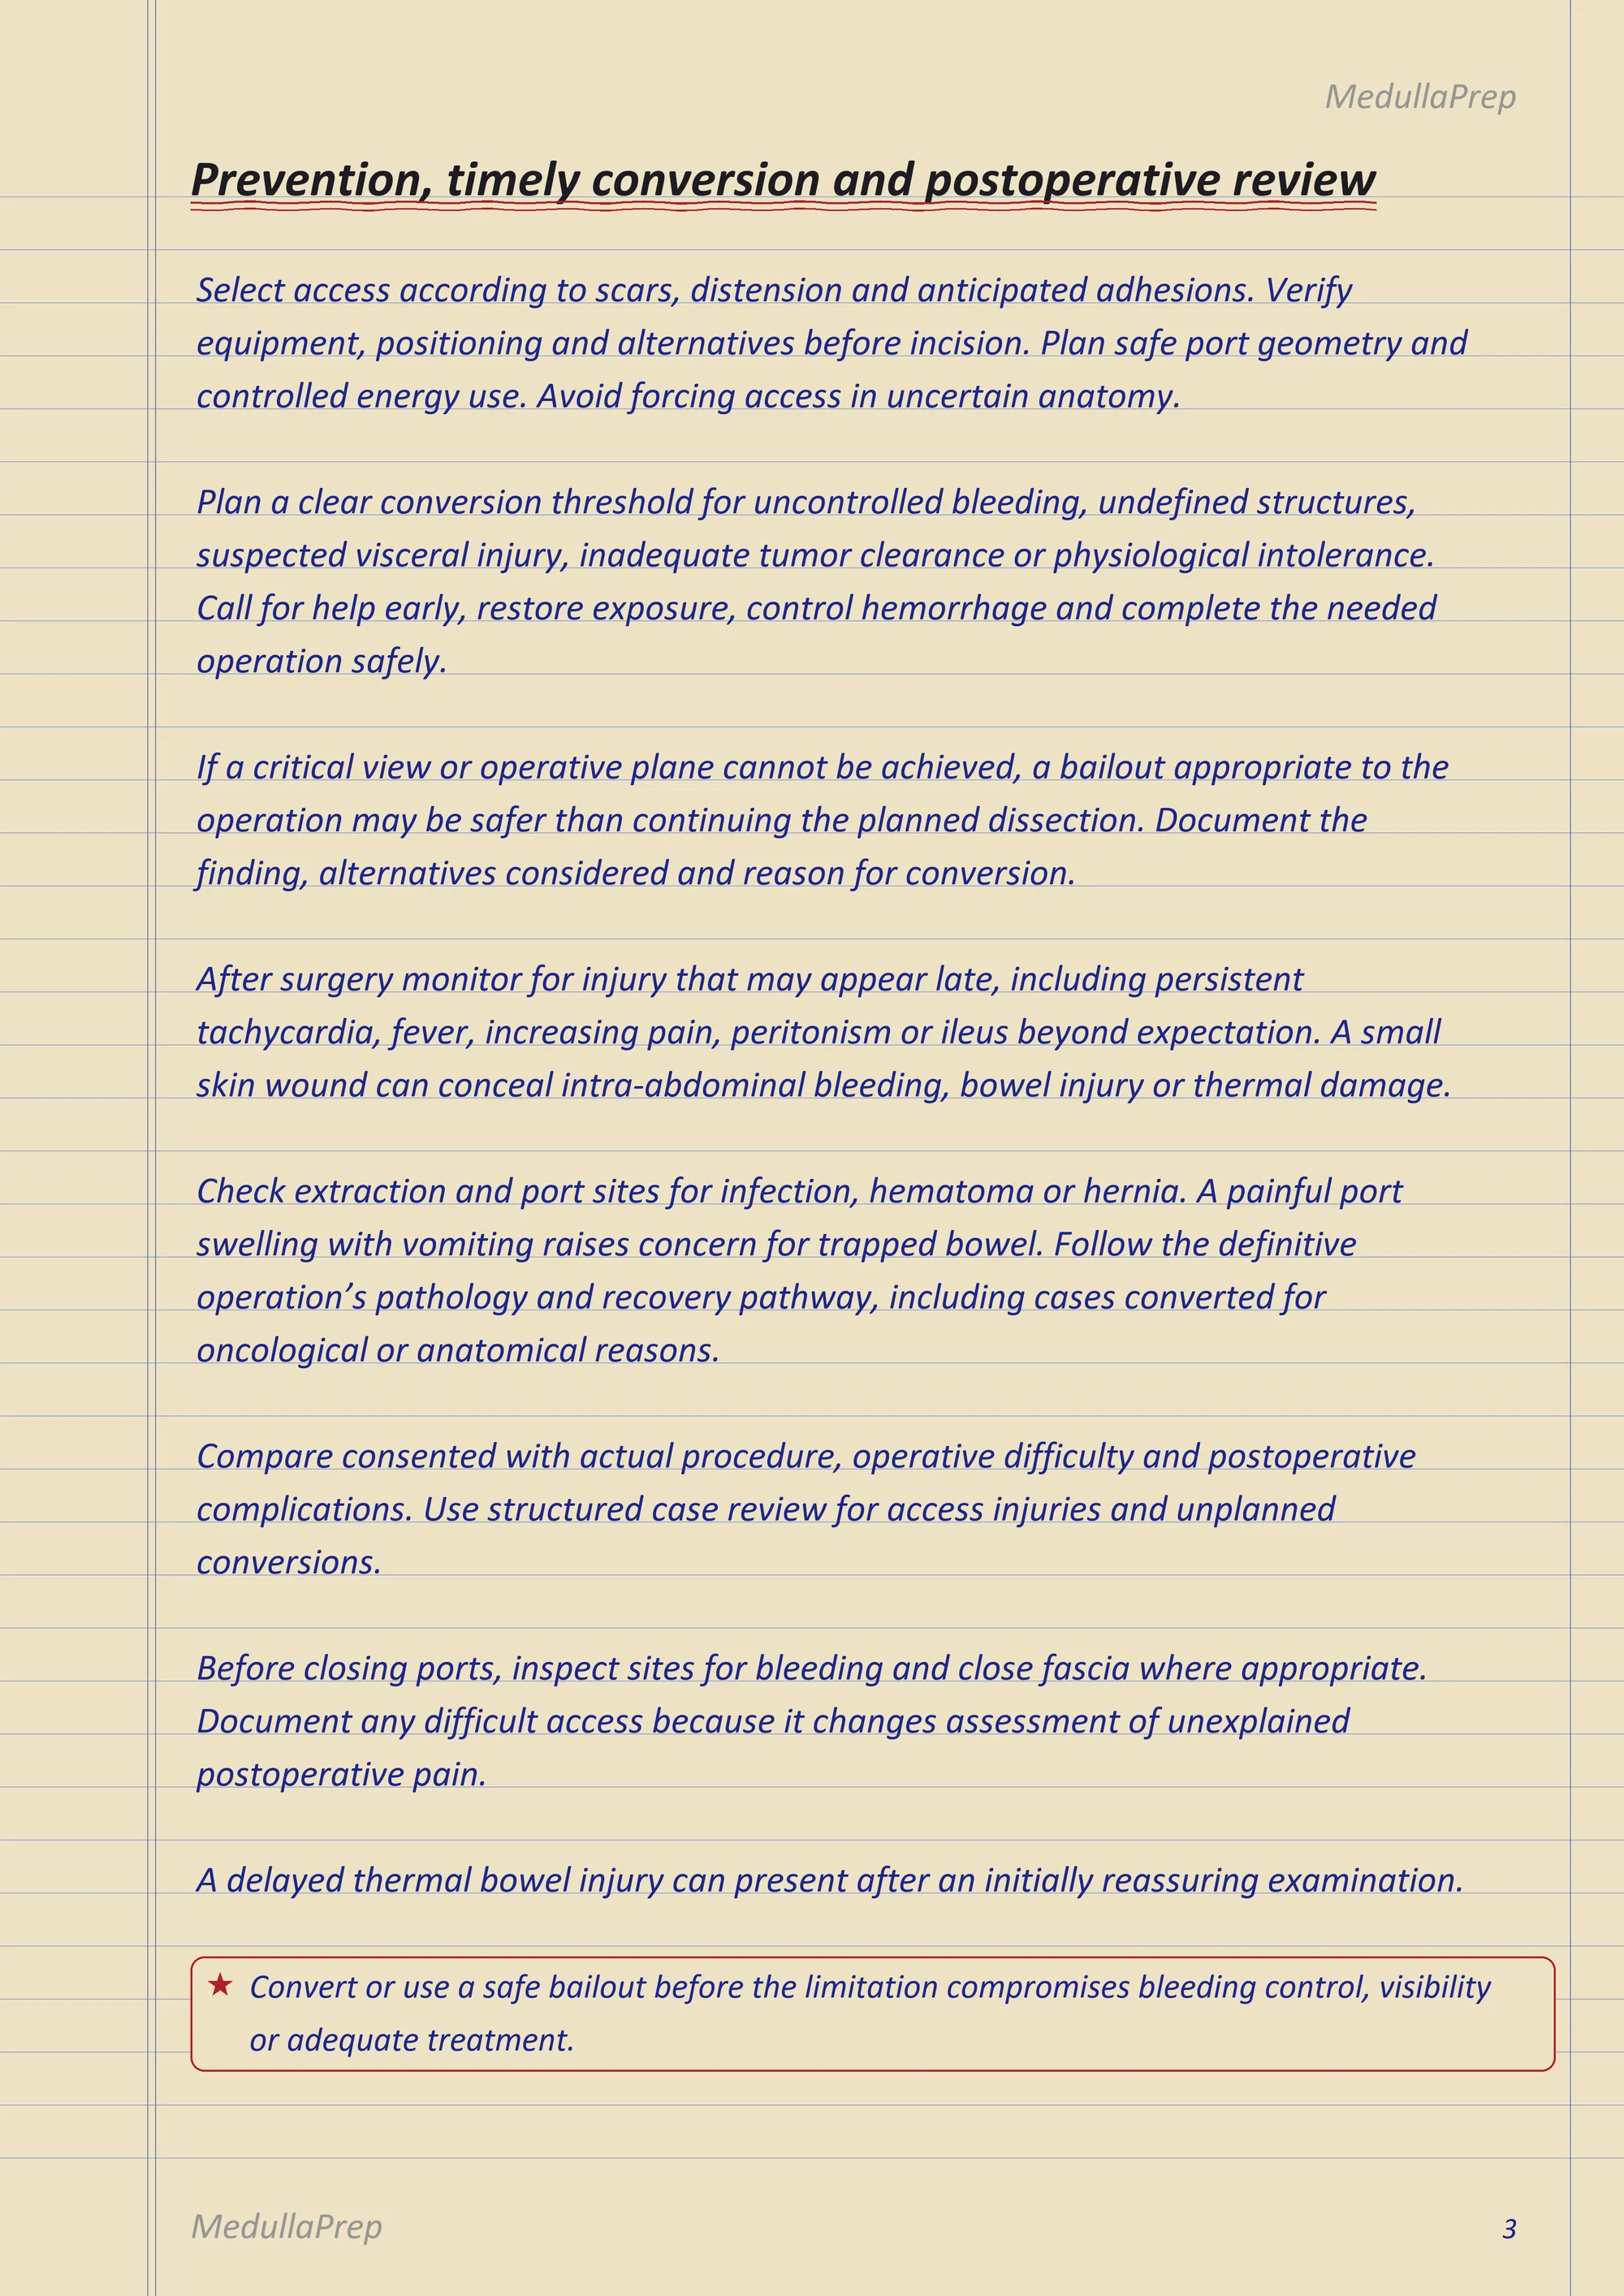 MedullaPrep
Prevention, timely conversion and postoperative review
Select access according to scars, distension and anticipated adhesions. Verify
equipment, positioning and alternatives before incision. Plan safe port geometry and
controlled energy use. Avoid forcing access in uncertain anatomy.
Plan a clear conversion threshold for uncontrolled bleeding, undefined structures,
suspected visceral injury, inadequate tumor clearance or physiological intolerance.
Call for help early, restore exposure, control hemorrhage and complete the needed
operation safely.
If a critical view or operative plane cannot be achieved, a bailout appropriate to the
operation may be safer than continuing the planned dissection. Document the
finding, alternatives considered and reason for conversion.
After surgery monitor for injury that may appear late, including persistent
tachycardia, fever, increasing pain, peritonism or ileus beyond expectation. A small
skin wound can conceal intra-abdominal bleeding, bowel injury or thermal damage.
Check extraction and port sites for infection, hematoma or hernia. A painful port
swelling with vomiting raises concern for trapped bowel. Follow the definitive
operation’s pathology and recovery pathway, including cases converted for
oncological or anatomical reasons.
Compare consented with actual procedure, operative difficulty and postoperative
complications. Use structured case review for access injuries and unplanned
conversions.
Before closing ports, inspect sites for bleeding and close fascia where appropriate.
Document any difficult access because it changes assessment of unexplained
postoperative pain.
A delayed thermal bowel injury can present after an initially reassuring examination.
★ Convert or use a safe bailout before the limitation compromises bleeding control, visibility
or adequate treatment.
MedullaPrep
3